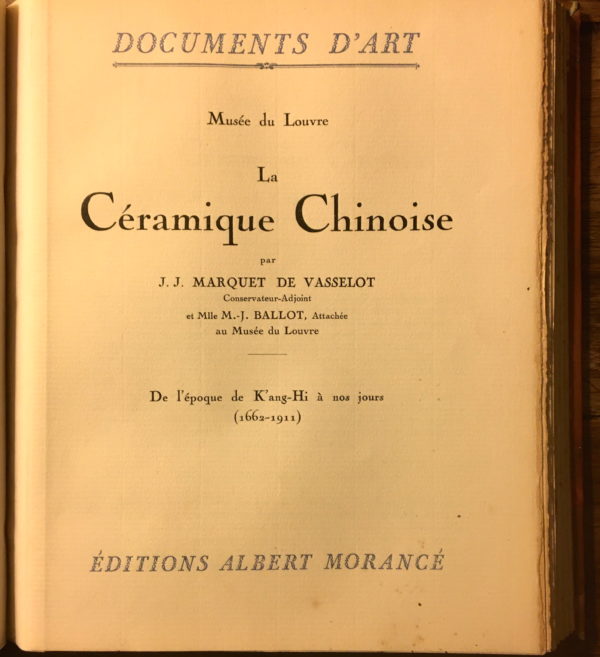 DOCUMENTS D'ART
Musée du Louvre
La
Céramique Chinoise
par
J. J. MARQUET DE VASSELOT
Conservateur-Adjoint
et Mlle M.-J. BALLOT, Attachée
au Musée du Louvre
De l'époque de K'ang-Hi à nos jours
(1662-1911)
ÉDITIONS ALBERT MORANCÉ